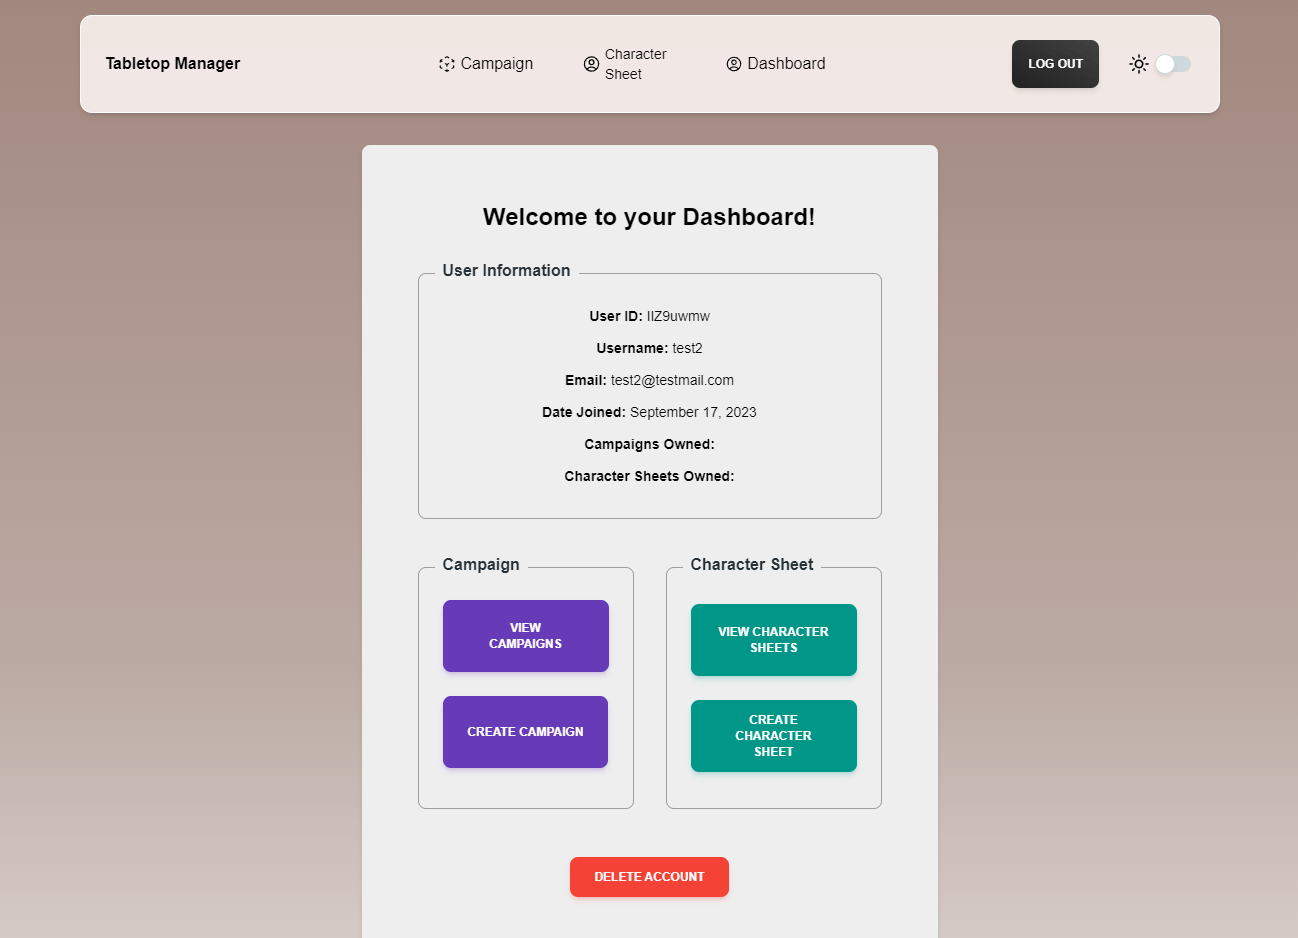 Tabletop Manager
Campaign
Character
Sheet
Dashboard
LOG OUT
Welcome to your Dashboard!
User Information
User ID: IIZ9uwmw
Username: test2
Email: test2@testmail.com
Date Joined: September 17, 2023
Campaigns Owned:
Character Sheets Owned:
Campaign
VIEW
CAMPAIGNS
CREATE CAMPAIGN
Character Sheet
VIEW CHARACTER
SHEETS
CREATE
CHARACTER
SHEET
DELETE ACCOUNT